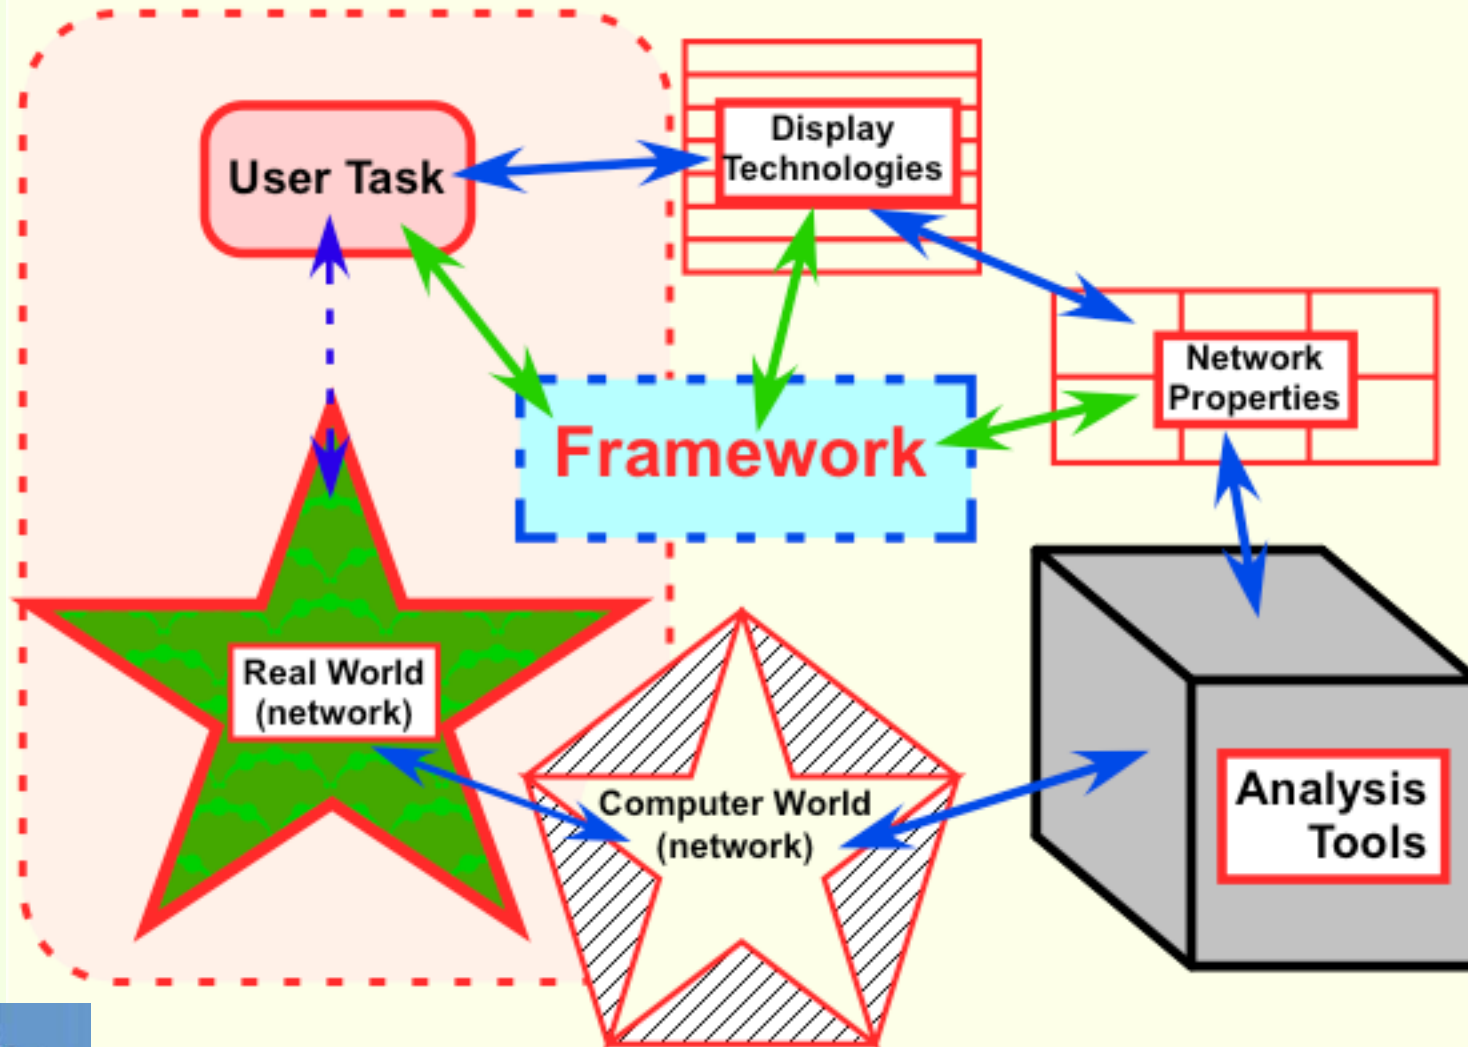 User Task
Display
Technologies
Network
Properties
Framework
Real World
(network)
Computer World
(network)
Analysis
Tools